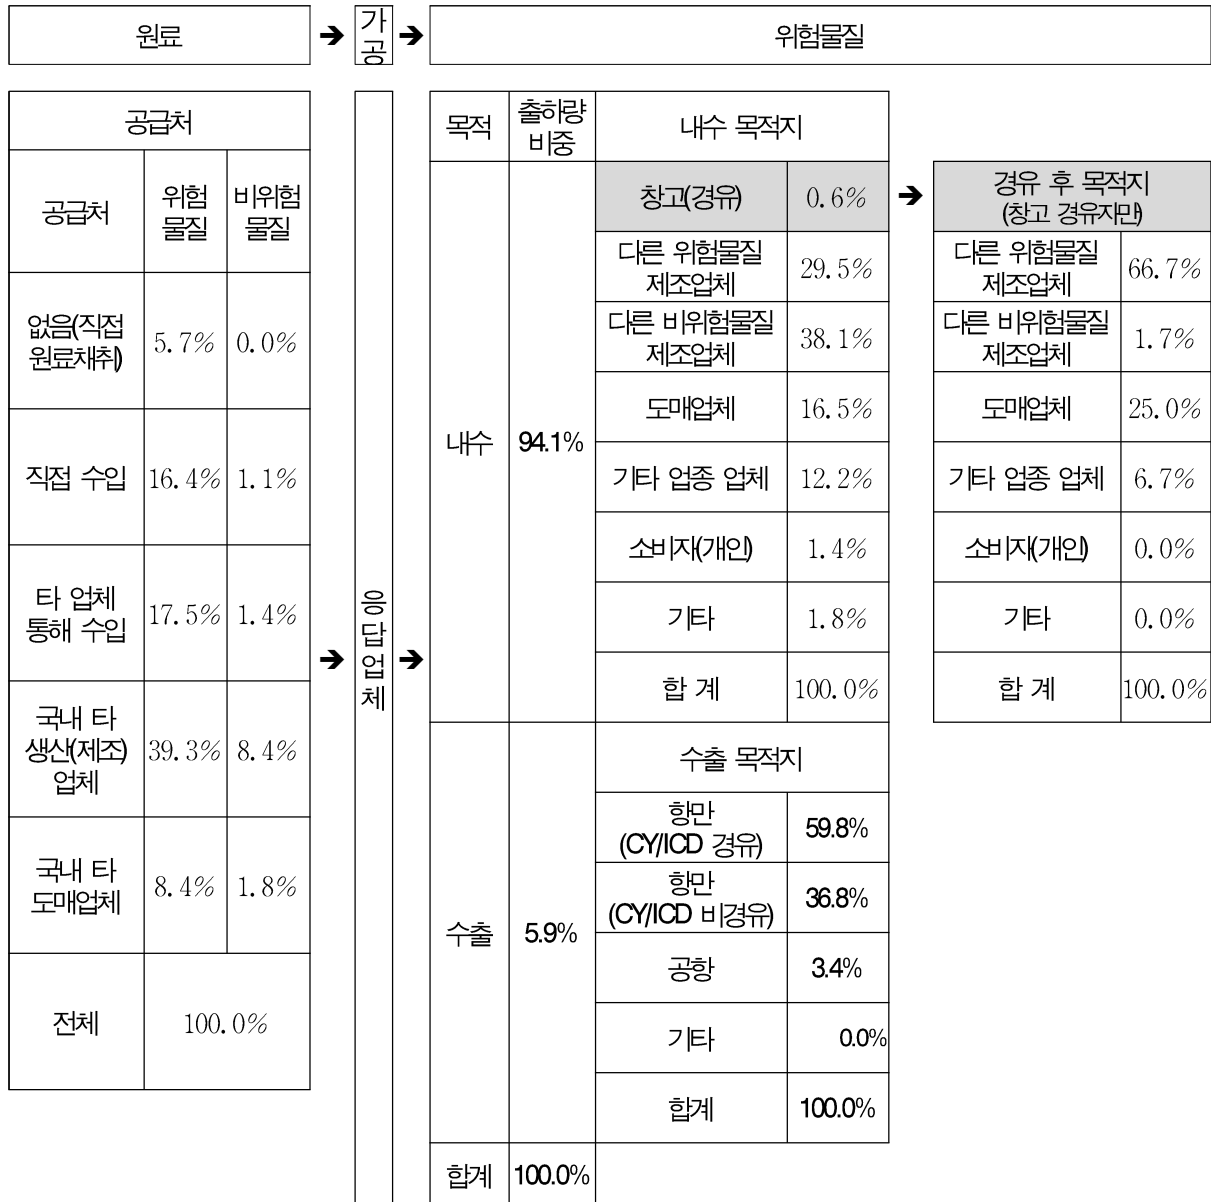 원료 ➔ 가공 ➔ 위험물질
공급처
공급처 위험물질 비위험물질
없음(직접 원료채취) 5.7% 0.0%
직접 수입 16.4% 1.1%
타 업체 통해 수입 17.5% 1.4%
국내 타 생산(제조) 업체 39.3% 8.4%
국내 타 도매업체 8.4% 1.8%
전체 100.0%
➔ 응답업체 ➔
목적 출하량 비중 내수 목적지
내수 94.1%
창고(경유) 0.6% ➔
다른 위험물질 제조업체 29.5%
다른 비위험물질 제조업체 38.1%
도매업체 16.5%
기타 업종 업체 12.2%
소비자(개인) 1.4%
기타 1.8%
합 계 100.0%
경유 후 목적지
(창고 경유지만)
다른 위험물질 제조업체 66.7%
다른 비위험물질 제조업체 1.7%
도매업체 25.0%
기타 업종 업체 6.7%
소비자(개인) 0.0%
기타 0.0%
합 계 100.0%
수출 5.9%
수출 목적지
항만 (CY/ICD 경유) 59.8%
항만 (CY/ICD 비경유) 36.8%
공항 3.4%
기타 0.0%
합계 100.0%
합계 100.0%